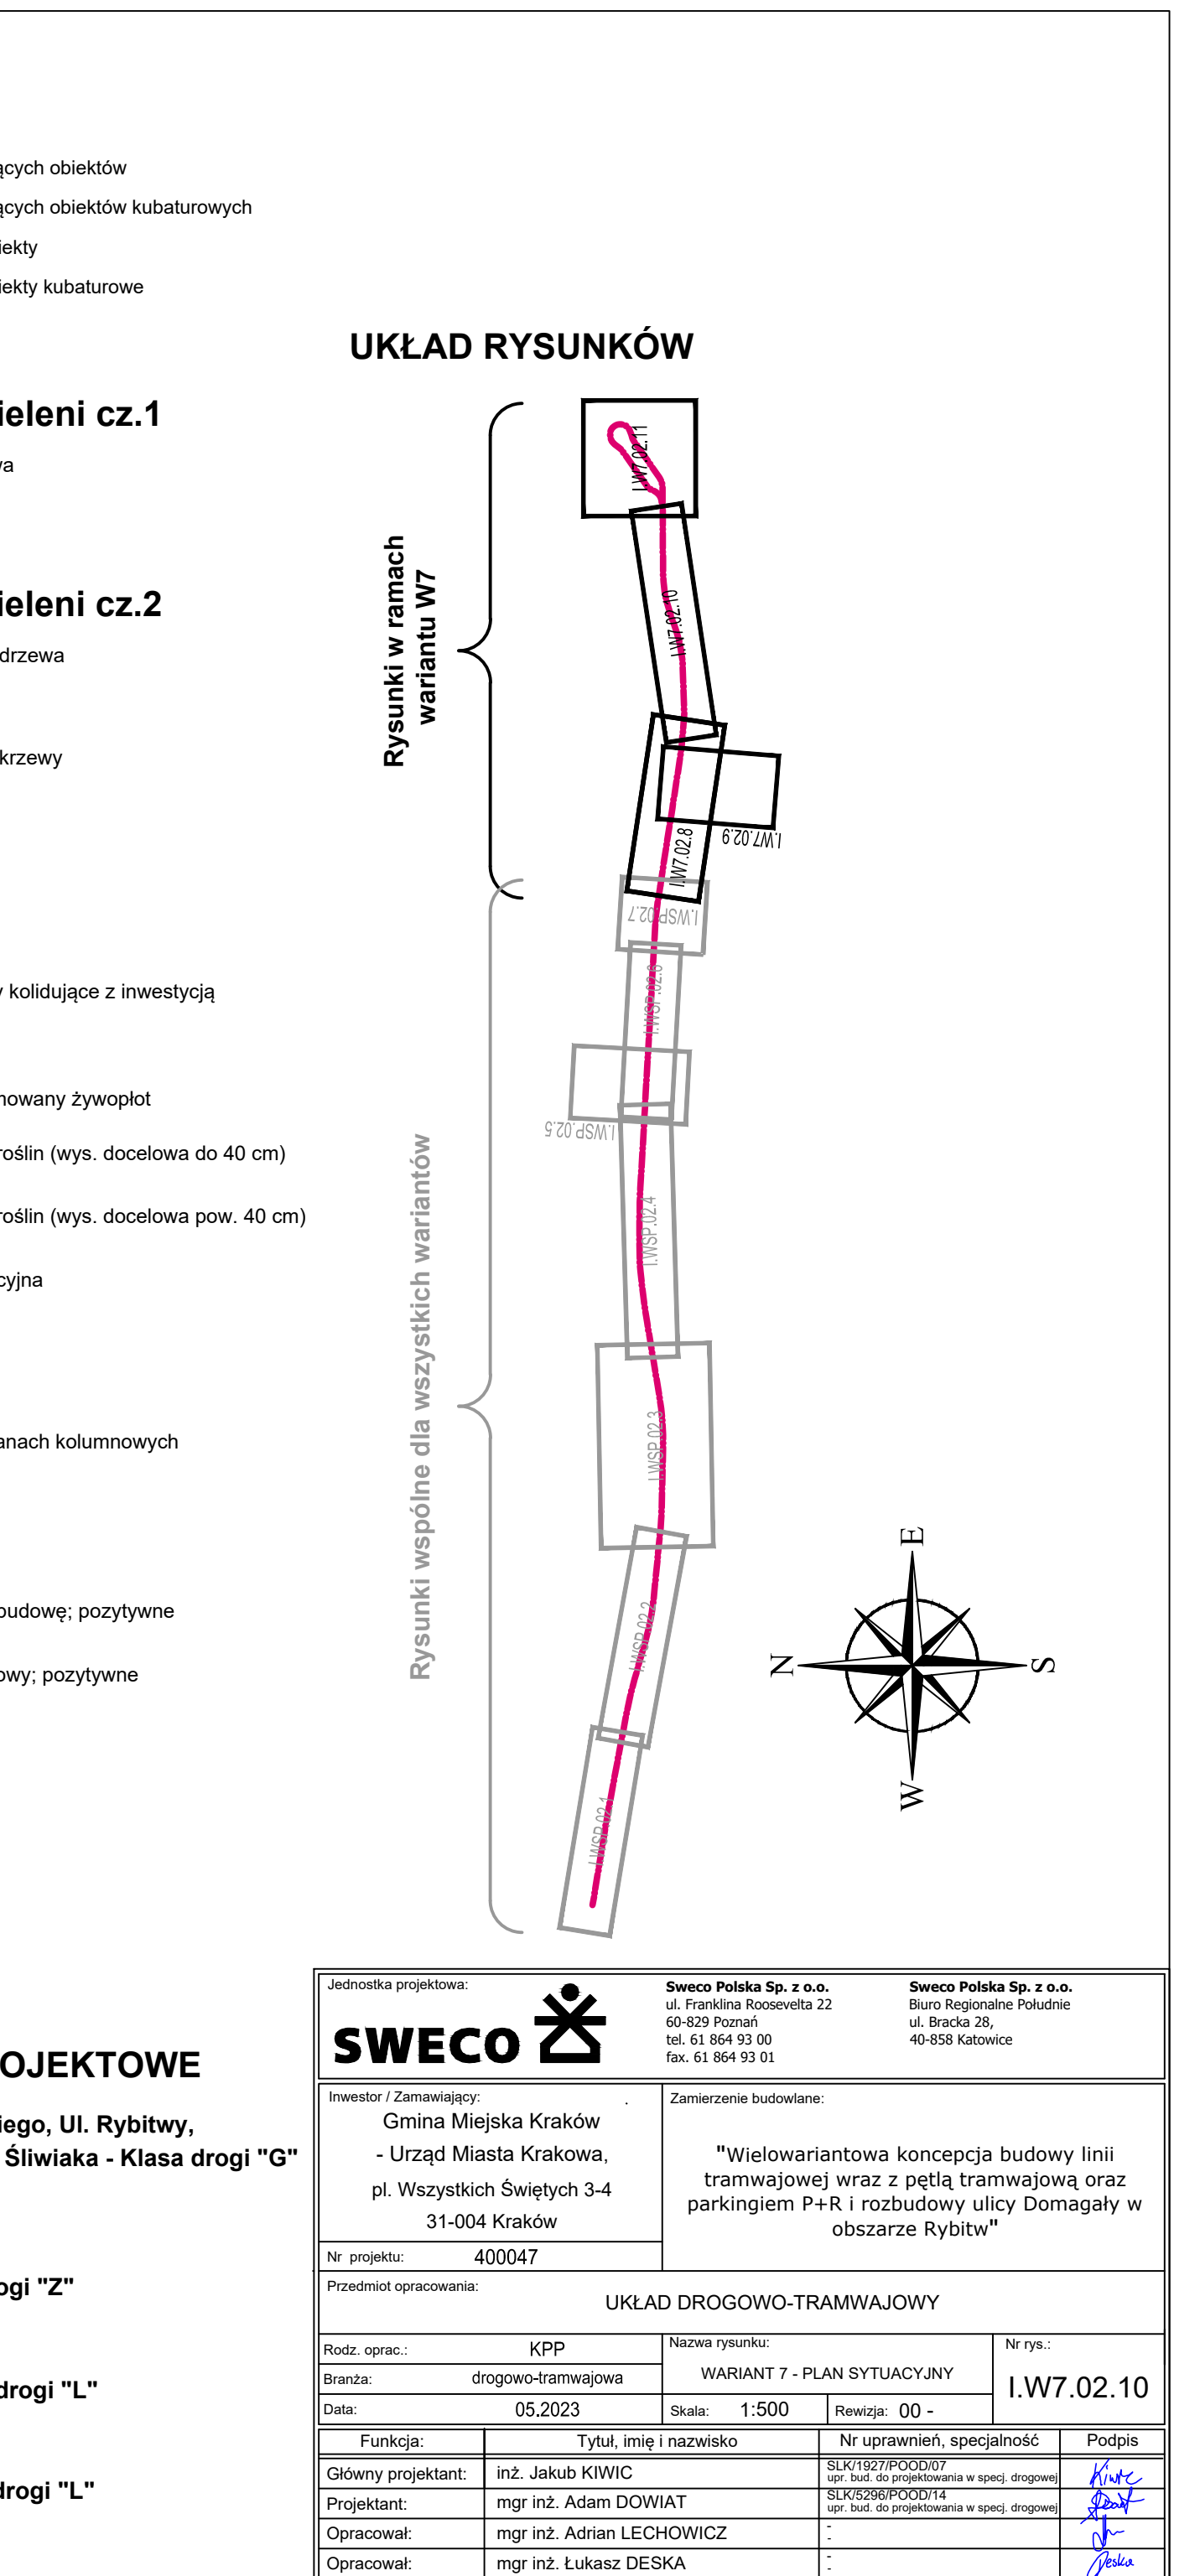 ących obiektów
ących obiektów kubaturowych
iekty
iekty kubaturowe
UKŁAD RYSUNKÓW
ieleni cz.1
wa
ieleni cz.2
drzewa
krzewy
y kolidujące z inwestycją
mowany żywopłot
roślin (wys. docelowa do 40 cm)
roślin (wys. docelowa pow. 40 cm)
cyjna
anach kolumnowych
budowę; pozytywne
owy; pozytywne
Rysunki w ramach
wariantu W7
Rysunki wspólne dla wszystkich wariantów
I.W7.02.11
I.W7.02.10
I.W7.02.9
I.W7.02.8
I.WSP.02.7
I.WSP.02.6
I.WSP.02.5
I.WSP.02.4
I.WSP.02.3
I.WSP.02.2
I.WSP.02.1
E
N
S
W
OJEKTOWE
iego, Ul. Rybitwy,
Śliwiaka - Klasa drogi "G"
ogi "Z"
drogi "L"
drogi "L"
Jednostka projektowa:
SWECO
Sweco Polska Sp. z o.o.
ul. Franklina Roosevelta 22
60-829 Poznań
tel. 61 864 93 00
fax. 61 864 93 01
Sweco Polska Sp. z o.o.
Biuro Regionalne Południe
ul. Bracka 28,
40-858 Katowice
Inwestor / Zamawiający:
Gmina Miejska Kraków
- Urząd Miasta Krakowa,
pl. Wszystkich Świętych 3-4
31-004 Kraków
Nr projektu: 400047
Zamierzenie budowlane:
"Wielowariantowa koncepcja budowy linii
tramwajowej wraz z pętlą tramwajową oraz
parkingiem P+R i rozbudowy ulicy Domagały w
obszarze Rybitw"
Przedmiot opracowania:
UKŁAD DROGOWO-TRAMWAJOWY
Rodz. oprac.: KPP
Branża: drogowo-tramwajowa
Data: 05.2023
Nazwa rysunku:
WARIANT 7 - PLAN SYTUACYJNY
Skala: 1:500
Rewizja: 00 -
Nr rys.:
I.W7.02.10
Funkcja: Tytuł, imię i nazwisko Nr uprawnień, specjalność Podpis
Główny projektant: inż. Jakub KIWIC SLK/1927/POOD/07
upr. bud. do projektowania w specj. drogowej
Kiwic
Projektant: mgr inż. Adam DOWIAT SLK/5296/POOD/14
upr. bud. do projektowania w specj. drogowej
Opracował: mgr inż. Adrian LECHOWICZ -
-
Opracował: mgr inż. Łukasz DESKA -
-
Deska